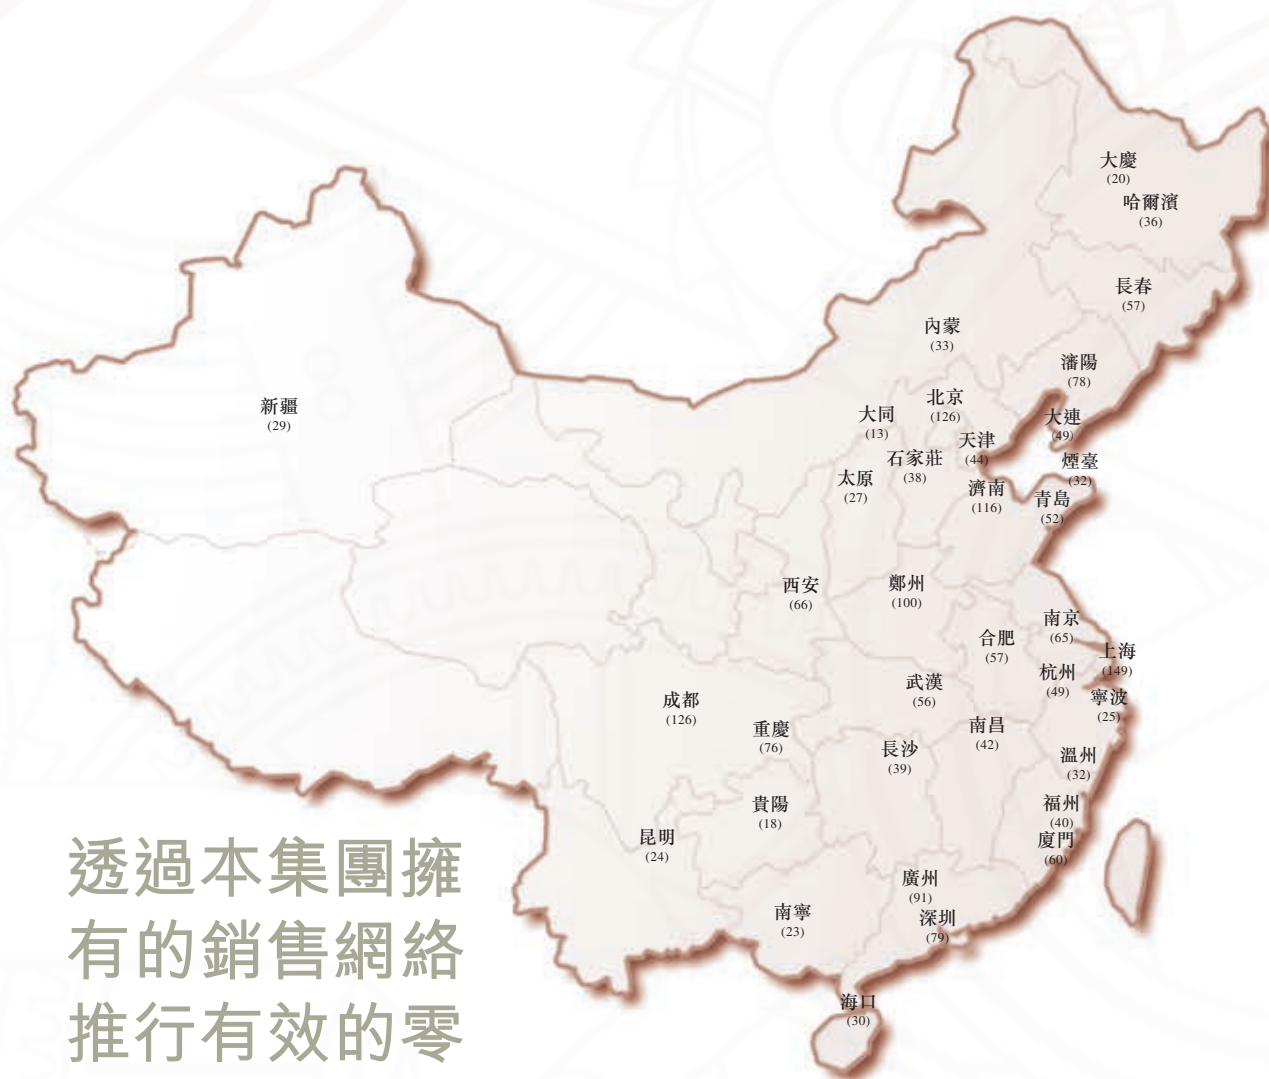 大慶
(20)
哈爾濱
(36)
長春
(57)
內蒙
(33)
瀋陽
(78)
北京
(126)
新疆
(29)
大同
(13)
大連
(49)
天津
(44)
石家莊
(38)
煙臺
(32)
太原
(27)
濟南
(116)
青島
(52)
西安
(66)
鄭州
(100)
南京
(65)
合肥
(57)
上海
(149)
杭州
(49)
武漢
(56)
寧波
(25)
成都
(126)
重慶
(76)
南昌
(42)
長沙
(39)
溫州
(32)
貴陽
(18)
福州
(40)
昆明
(24)
廈門
(60)
廣州
(91)
南寧
(23)
深圳
(79)
海口
(30)
透過本集團擁
有的銷售網絡
推行有效的零